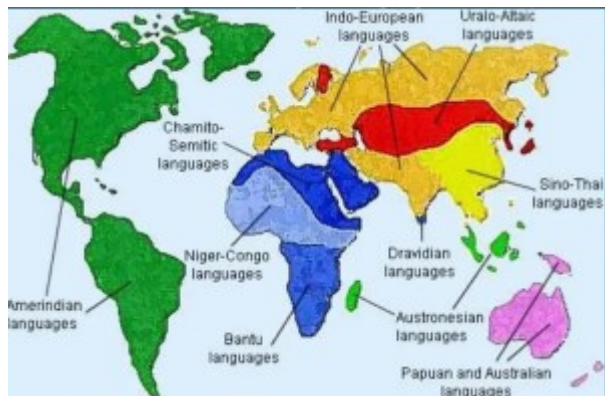 Indo-European
languages
Uralo-Altaic
languages
Chamito-
Semitic
languages
Sino-Thai
languages
Niger-Congo
languages
Dravidian
languages
Amerindian
languages
Austronesian
languages
Bantu
languages
Papuan and Australian
languages